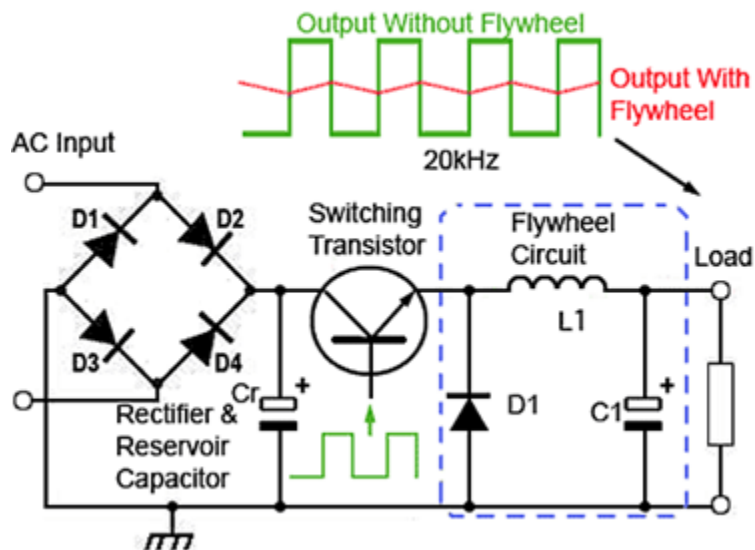 Output Without Flywheel
Output With
Flywheel
20kHz
AC Input
D1
D2
D3
D4
Switching
Transistor
Flywheel
Circuit
Load
L1
Cr
+
D1
C1
+
Rectifier &
Reservoir
Capacitor